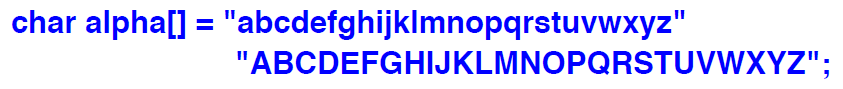 char alpha[] = "abcdefghijklmnopqrstuvwxyz"
"ABCDEFGHIJKLMNOPQRSTUVWXYZ";